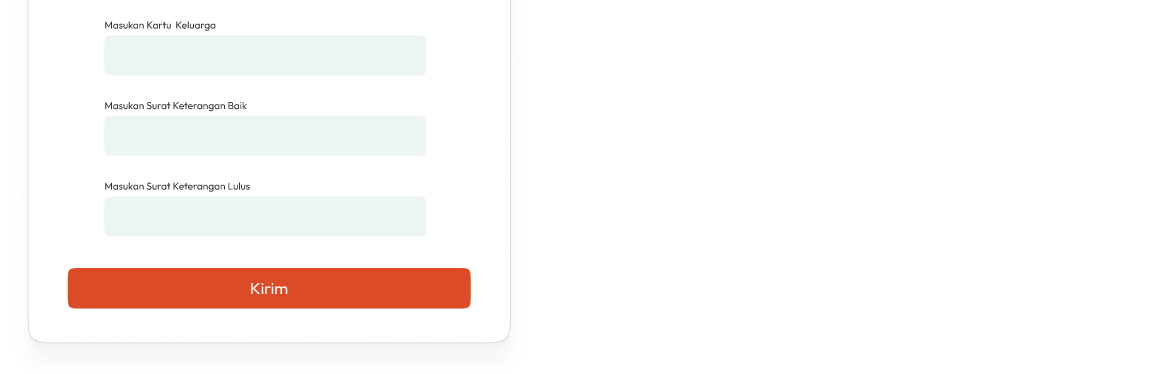 Masukan Kartu  Keluarga
Masukan Surat Keterangan Baik
Masukan Surat Keterangan Lulus
Kirim